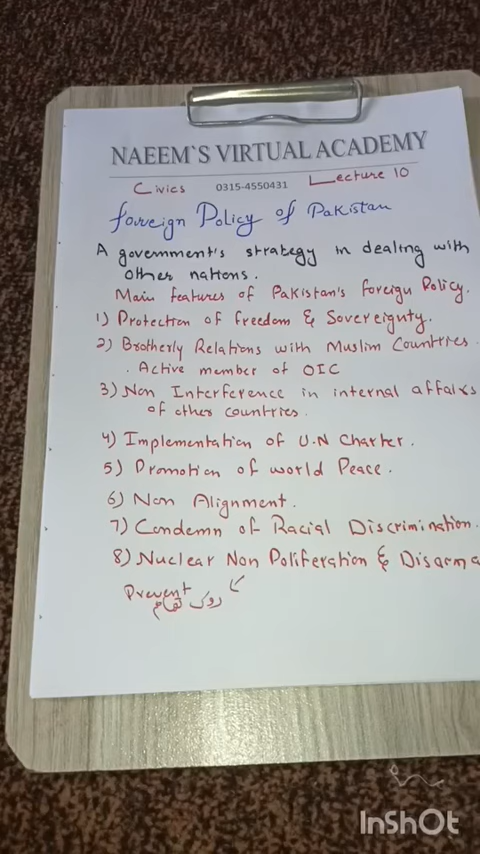 NAEEM`S VIRTUAL ACADEMY
Civics 0315-4550431 Lecture 10
Foreign Policy of Pakistan
A government's strategy in dealing with
other nations.
Main features of Pakistan's foreign Policy.
1) Protection of freedom & Sovereignty.
2) Brotherly Relations with Muslim Countries.
. Active member of OIC
3) Non Interference in internal affairs
of other countries.
4) Implementation of U.N Charter.
5) Promotion of world Peace.
6) Non Alignment.
7) Condemn of Racial Discrimination.
8) Nuclear Non Poliferation & Disarma
Prevent
روک تھام
InShOt